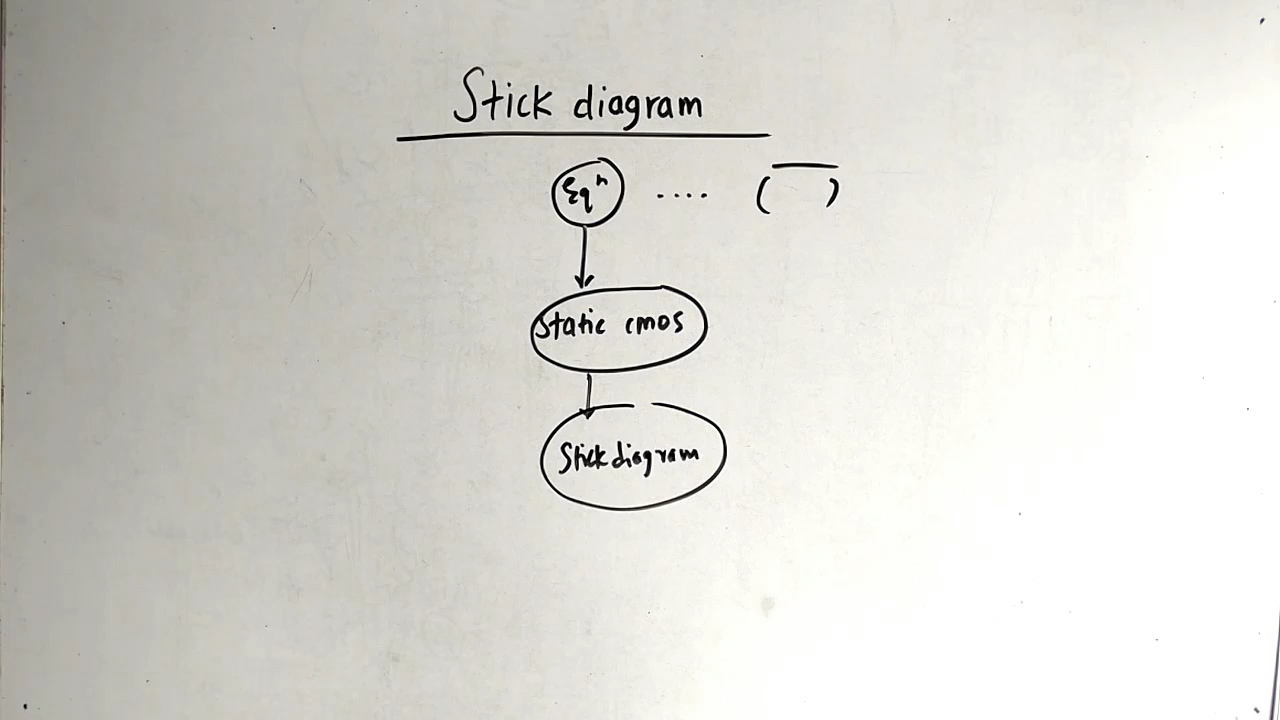 Stick diagram
Eqⁿ .... ( )
Static cmos
Stick diagram